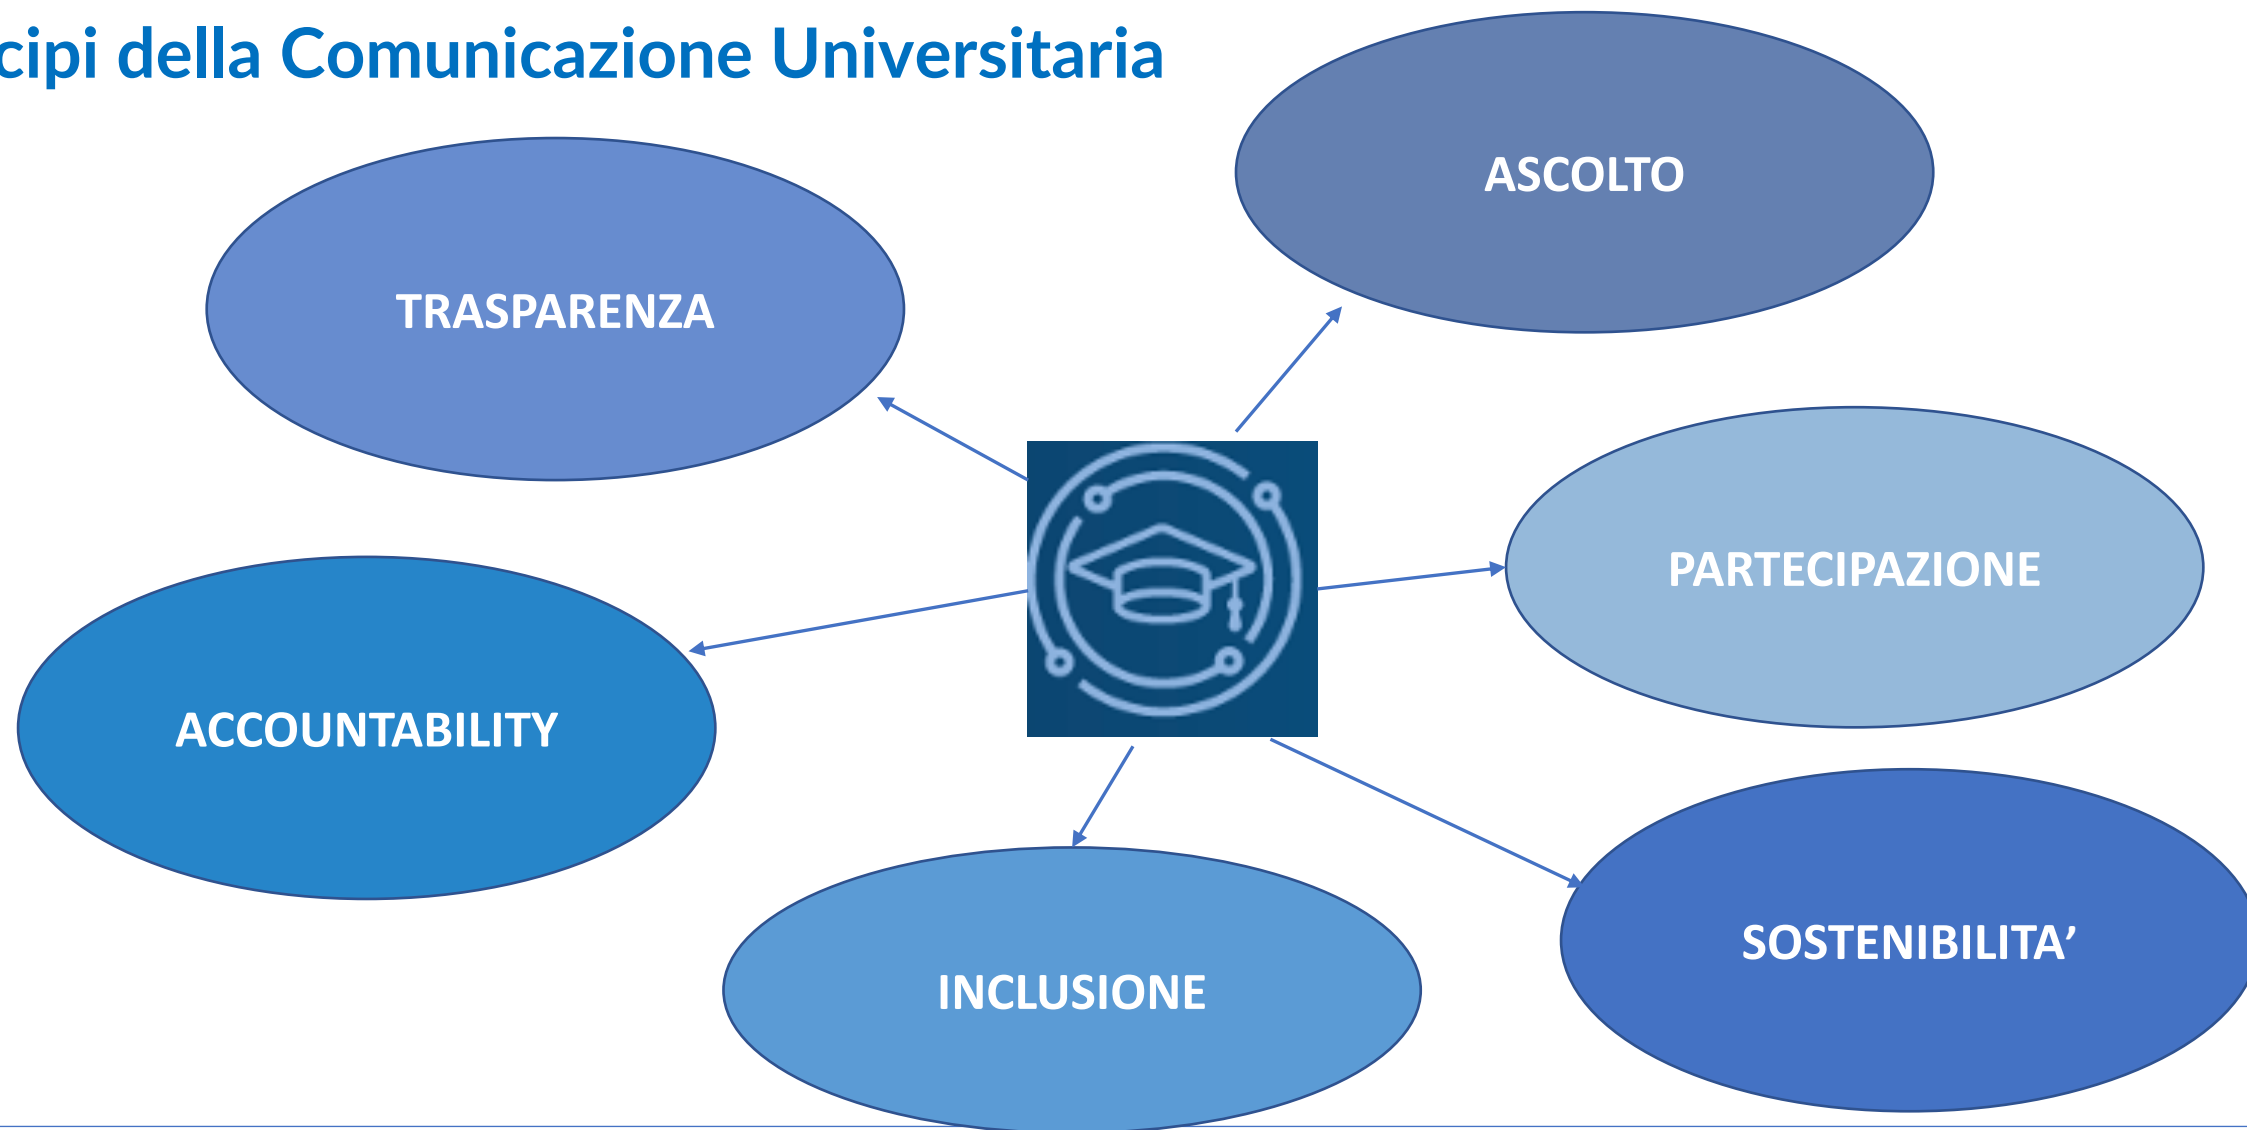 cipi della Comunicazione Universitaria
ASCOLTO
TRASPARENZA
PARTECIPAZIONE
ACCOUNTABILITY
SOSTENIBILITA’
INCLUSIONE